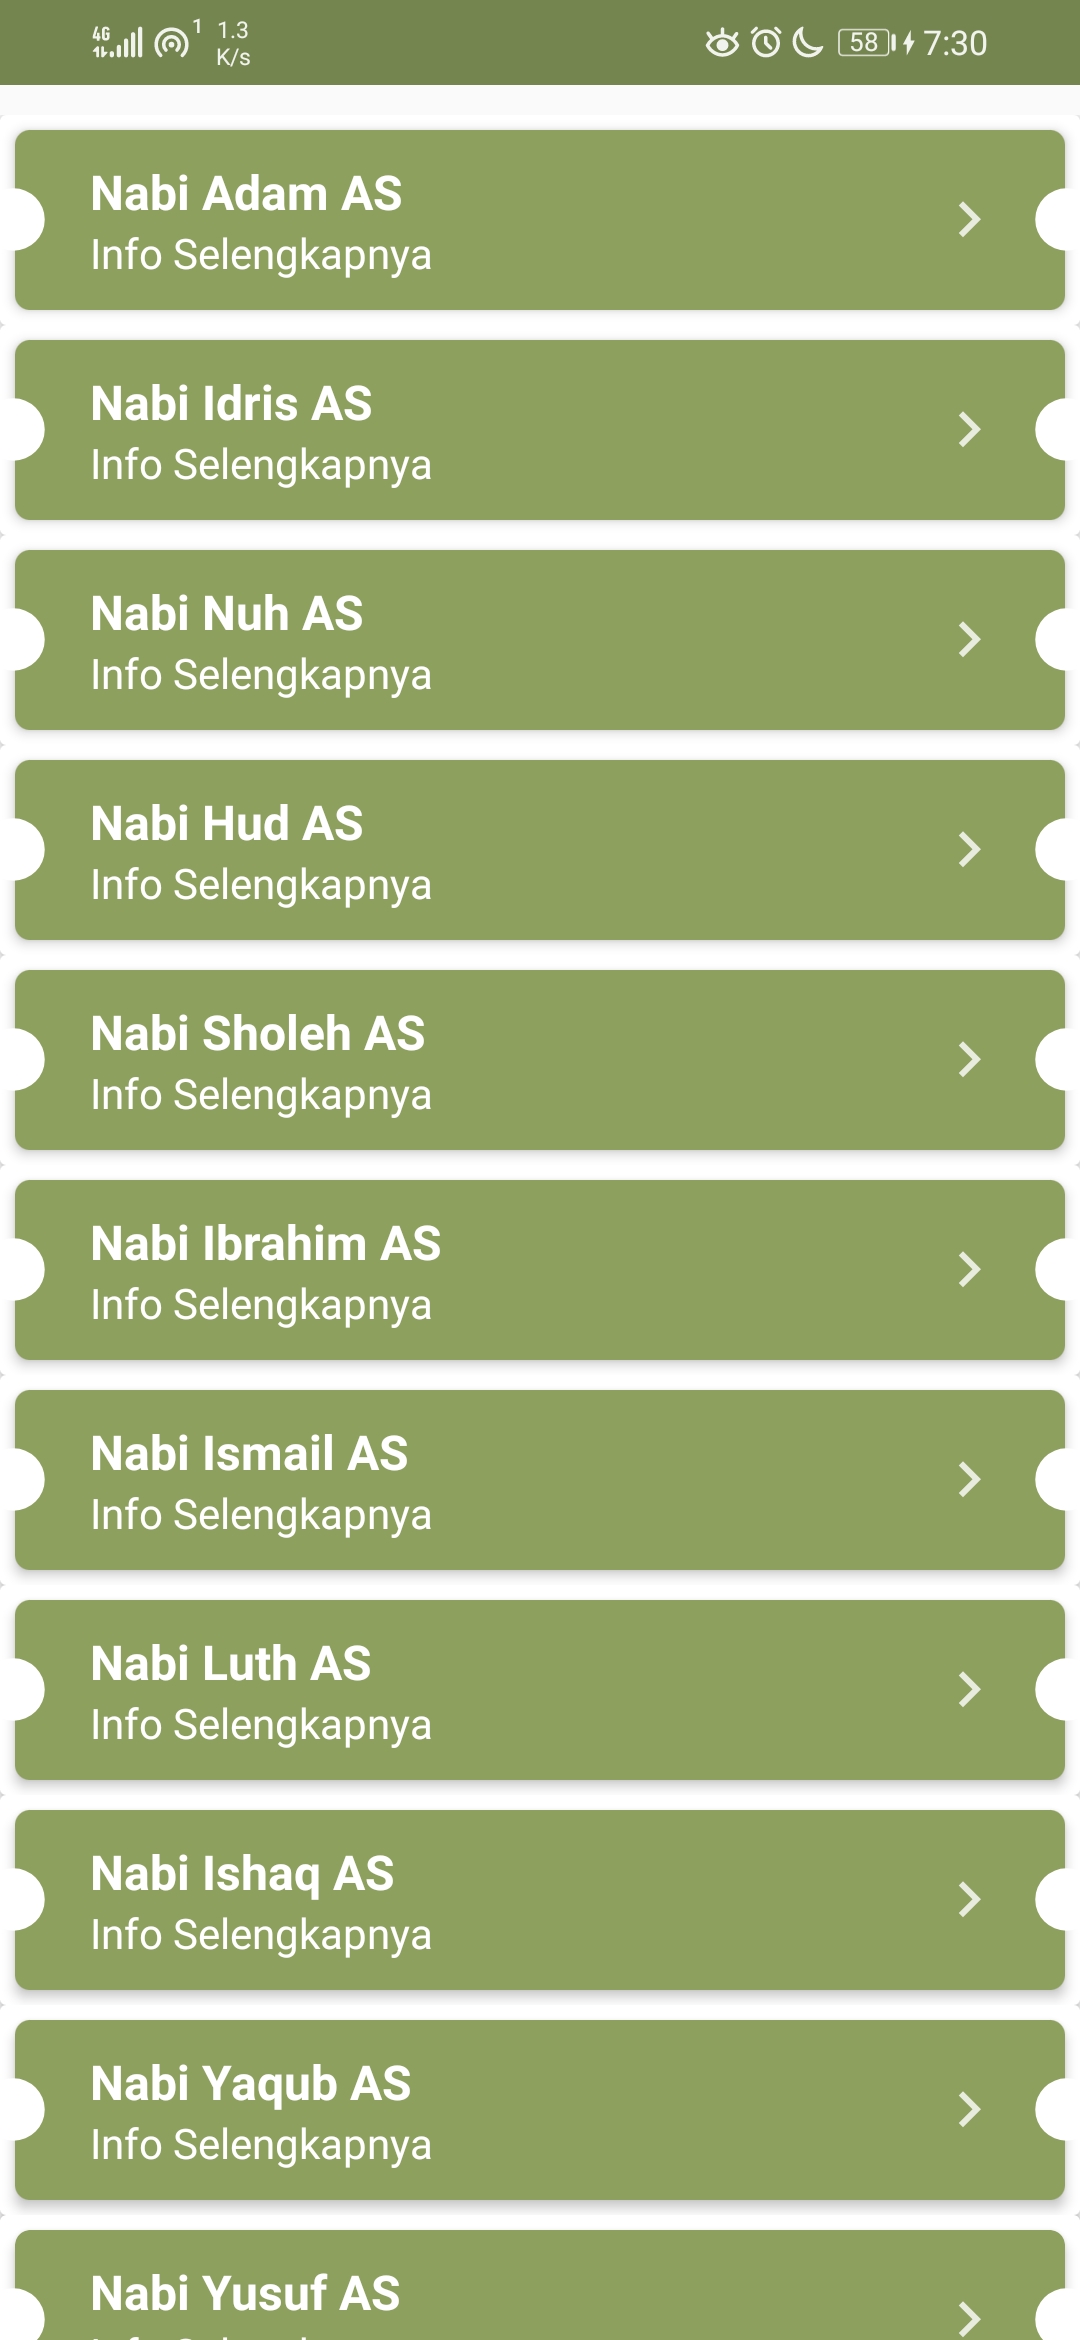 4G 1 1.3 K/s 58 7:30
Nabi Adam AS
Info Selengkapnya
Nabi Idris AS
Info Selengkapnya
Nabi Nuh AS
Info Selengkapnya
Nabi Hud AS
Info Selengkapnya
Nabi Sholeh AS
Info Selengkapnya
Nabi Ibrahim AS
Info Selengkapnya
Nabi Ismail AS
Info Selengkapnya
Nabi Luth AS
Info Selengkapnya
Nabi Ishaq AS
Info Selengkapnya
Nabi Yaqub AS
Info Selengkapnya
Nabi Yusuf AS